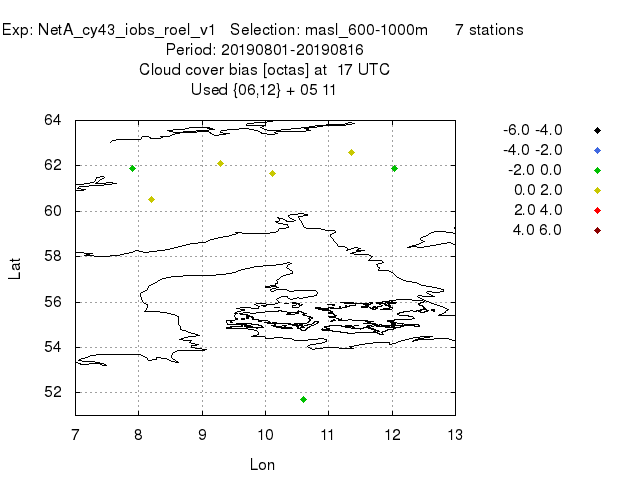 Exp: NetA_cy43_iobs_roel_v1 Selection: masl_600-1000m 7 stations
Period: 20190801-20190816
Cloud cover bias [octas] at 17 UTC
Used {06,12} + 05 11
64
62
60
58
56
54
52
Lat
7 8 9 10 11 12 13
Lon
-6.0 -4.0
-4.0 -2.0
-2.0 0.0
0.0 2.0
2.0 4.0
4.0 6.0